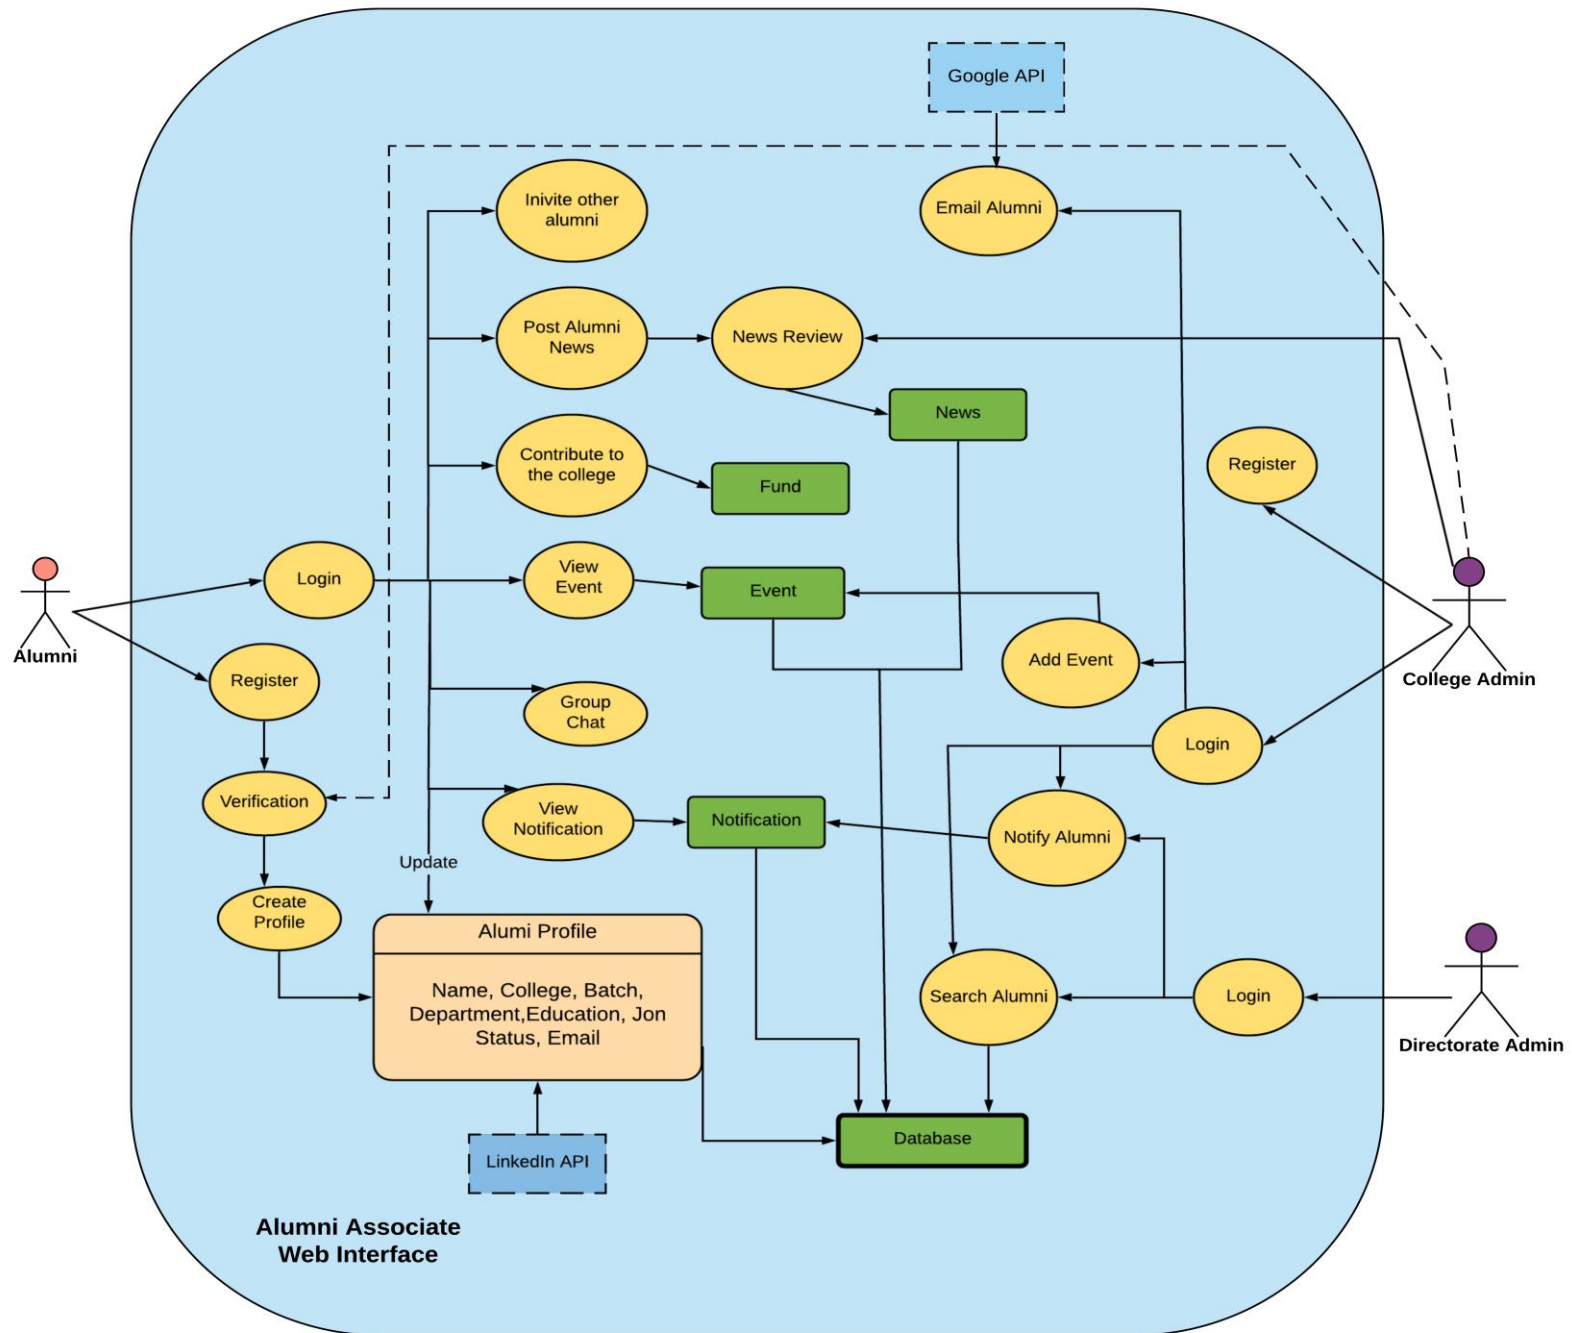 Google API
Inivite other
alumni
Email Alumni
Post Alumni
News
News Review
News
Contribute to
the college
Fund
Register
Login
View
Event
Event
Alumni
Register
Add Event
College Admin
Group
Chat
Login
Verification
View
Notification
Notification
Notify Alumni
Update
Create
Profile
Alumi Profile
Name, College, Batch,
Department,Education, Jon
Status, Email
Search Alumni
Login
Directorate Admin
Database
LinkedIn API
Alumni Associate
Web Interface